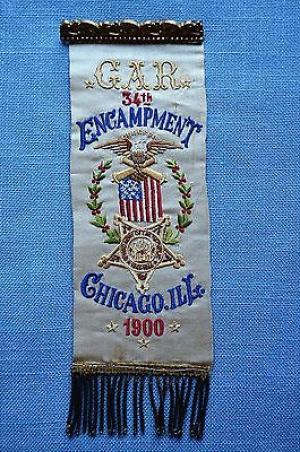 G.A.R.
34th
ENCAMPMENT
CHICAGO.ILL.
1900